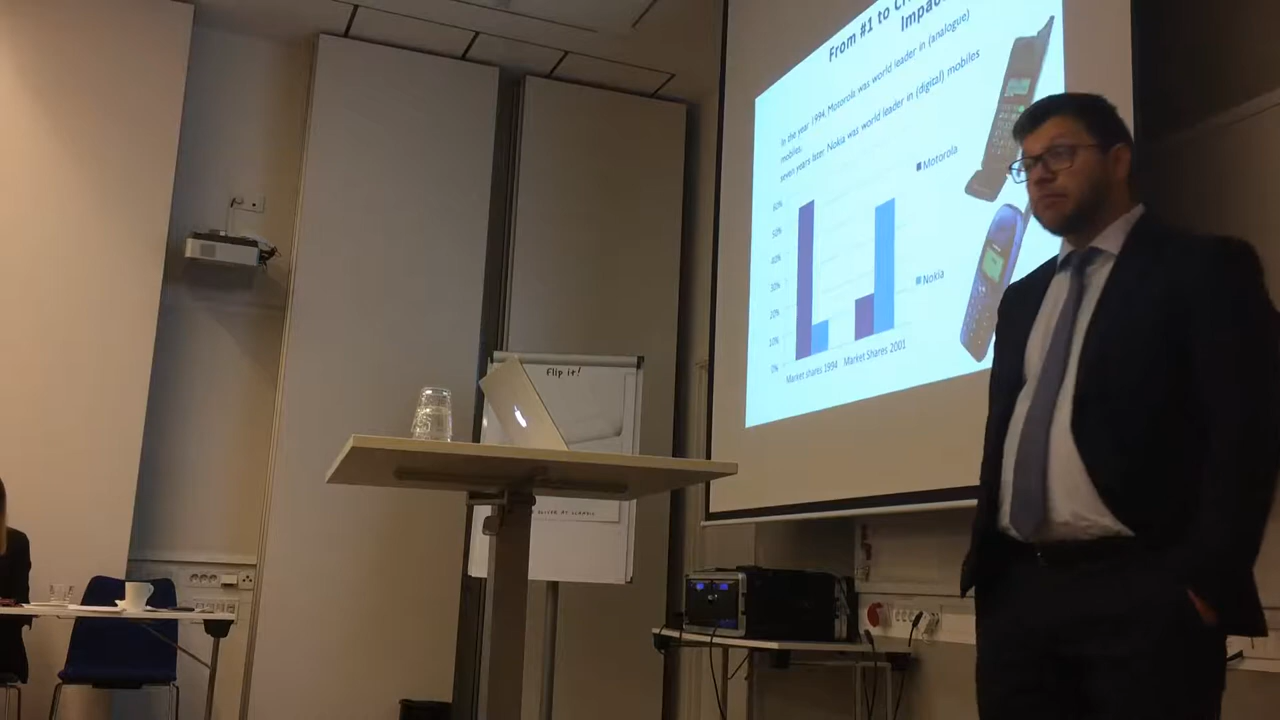 From #1 to
Impac
In the year 1994, Motorola was world leader in (analogue)
mobiles.
seven years later Nokia was world leader in (digital) mobiles
Motorola
60%
50%
40%
30%
20%
10%
0%
Nokia
Market shares 1994
Market Shares 2001
Flip it!